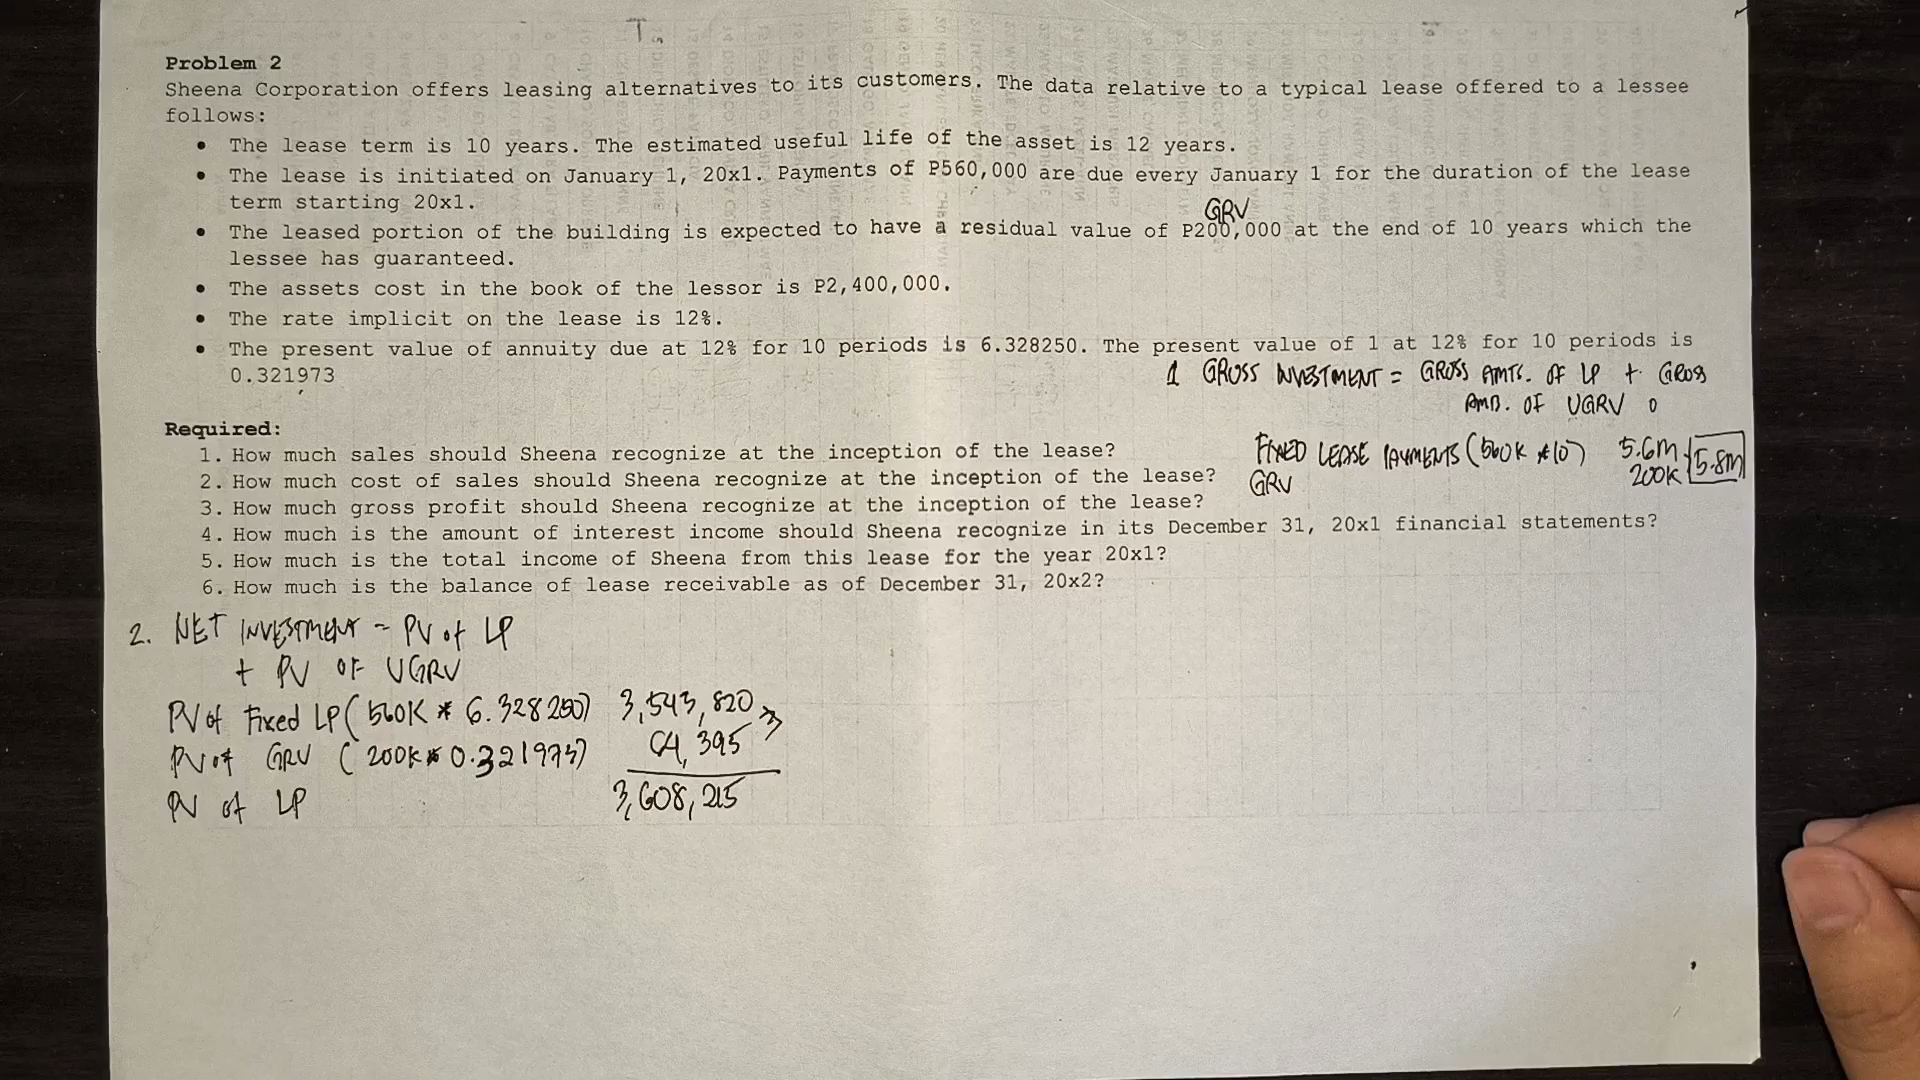 Problem 2
Sheena Corporation offers leasing alternatives to its customers. The data relative to a typical lease offered to a lessee
follows:
• The lease term is 10 years. The estimated useful life of the asset is 12 years.
• The lease is initiated on January 1, 20x1. Payments of P560,000 are due every January 1 for the duration of the lease
term starting 20x1.
GRV
• The leased portion of the building is expected to have a residual value of P200,000 at the end of 10 years which the
lessee has guaranteed.
• The assets cost in the book of the lessor is P2,400,000.
• The rate implicit on the lease is 12%.
• The present value of annuity due at 12% for 10 periods is 6.328250. The present value of 1 at 12% for 10 periods is
0.321973
1 GROSS INVESTMENT = GROSS AMTS. OF LP + GROSS
AMD. OF UGRV 0
Required:
1. How much sales should Sheena recognize at the inception of the lease?
FIXED LEASE PAYMENTS (560K * 10) 5.6M
2. How much cost of sales should Sheena recognize at the inception of the lease?
GRV 200K 5.8M
3. How much gross profit should Sheena recognize at the inception of the lease?
4. How much is the amount of interest income should Sheena recognize in its December 31, 20x1 financial statements?
5. How much is the total income of Sheena from this lease for the year 20x1?
6. How much is the balance of lease receivable as of December 31, 20x2?
2. NET INVESTMENT = PV of LP
+ PV OF UGRV
PV of Fixed LP (560K * 6.328250) 3,543,820
PV of GRV (200K * 0.321973) 64,395
PV of LP 3,608,215